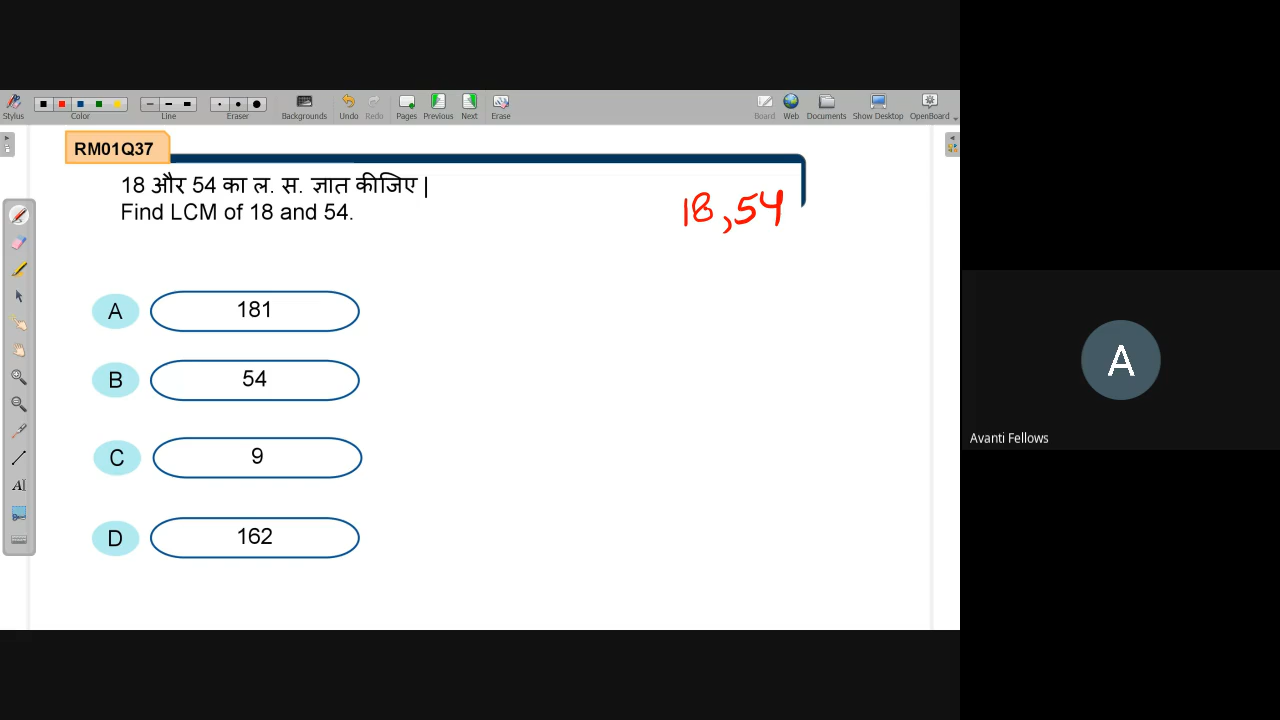 Stylus
Color
Line
Eraser
Backgrounds
Undo
Redo
Pages
Previous
Next
Erase
Board
Web
Documents
Show Desktop
OpenBoard
RM01Q37
18 और 54 का ल. स. ज्ञात कीजिए |
Find LCM of 18 and 54.
18, 54
A 181
B 54
C 9
D 162
A
Avanti Fellows